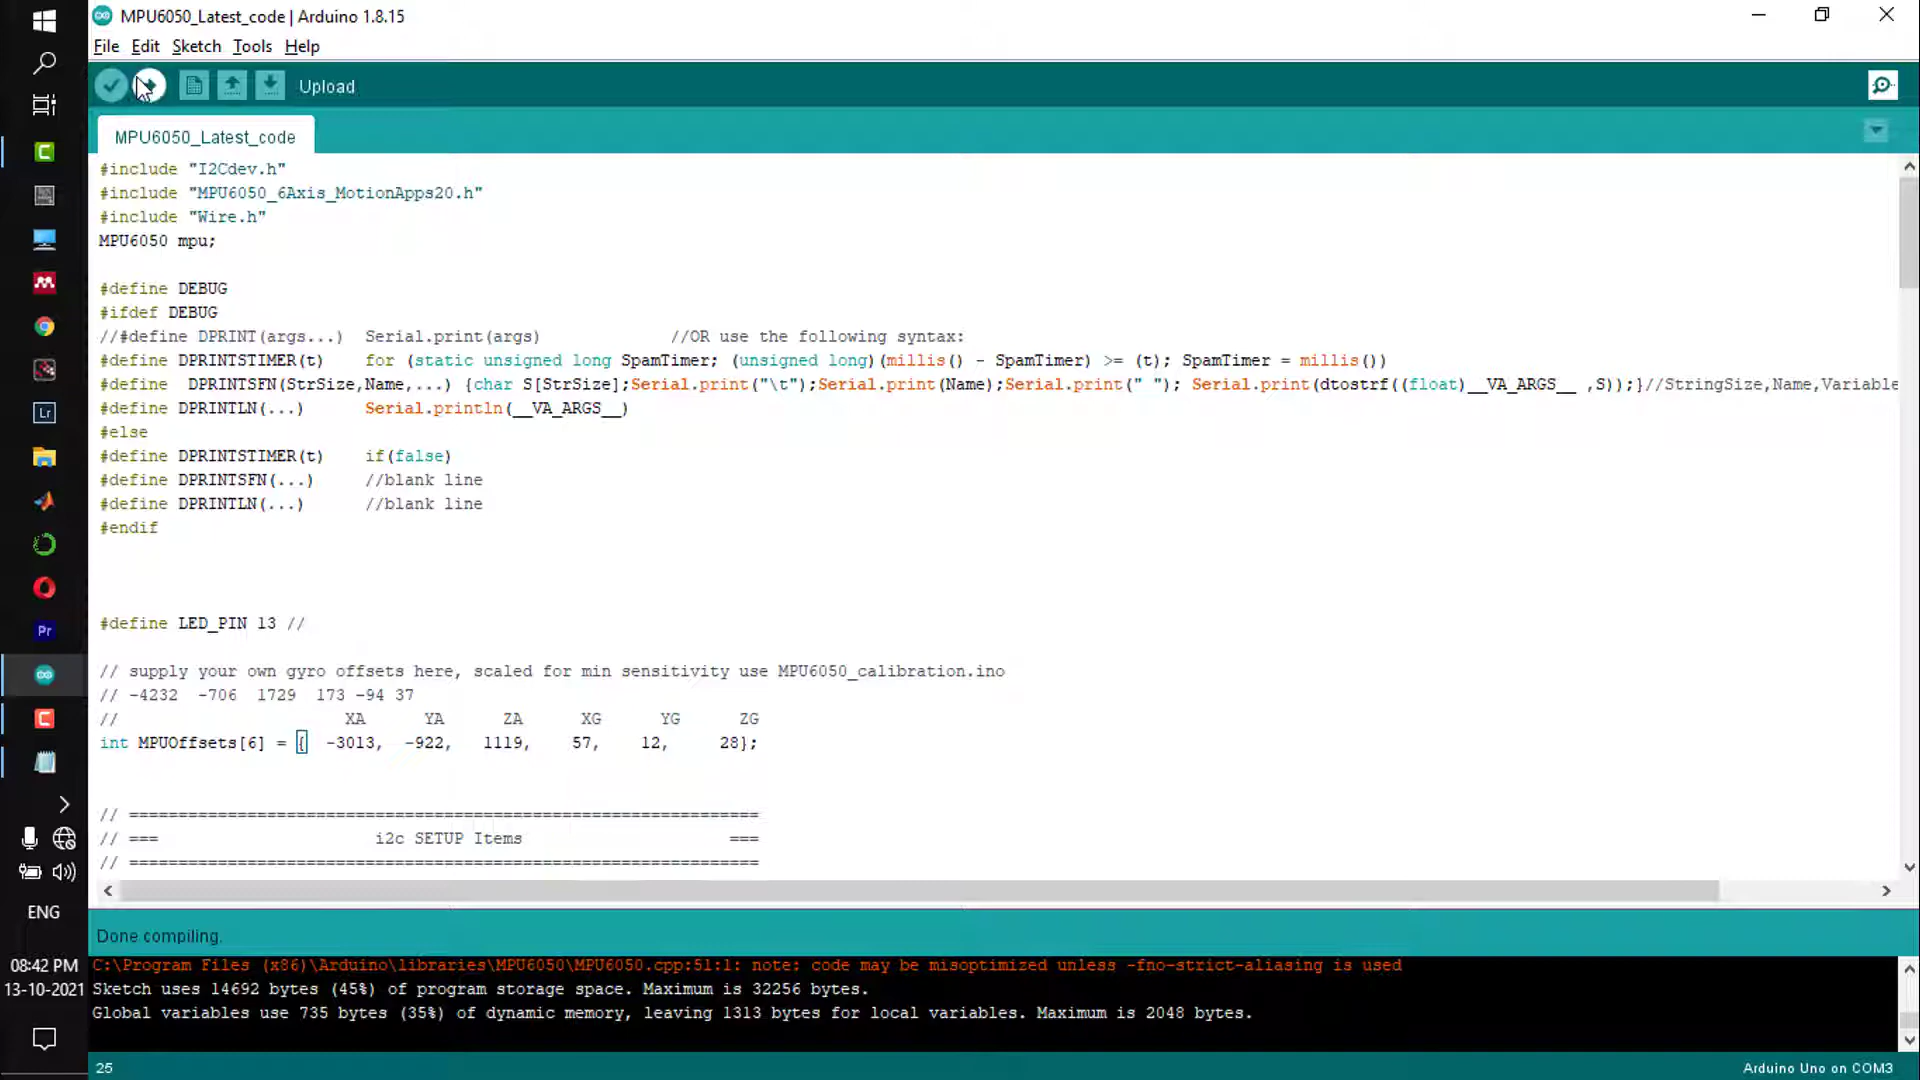 MPU6050_Latest_code | Arduino 1.8.15
File Edit Sketch Tools Help
Upload
MPU6050_Latest_code
#include "I2Cdev.h"
#include "MPU6050_6Axis_MotionApps20.h"
#include "Wire.h"
MPU6050 mpu;
#define DEBUG
#ifdef DEBUG
//#define DPRINT(args...)  Serial.print(args)             //OR use the following syntax:
#define DPRINTSTIMER(t)    for (static unsigned long SpamTimer; (unsigned long)(millis() - SpamTimer) >= (t); SpamTimer = millis())
#define  DPRINTSFN(StrSize,Name,...) {char S[StrSize];Serial.print("\t");Serial.print(Name);Serial.print(" "); Serial.print(dtostrf((float)__VA_ARGS__ ,S));}//StringSize,Name,Variable
#define DPRINTLN(...)      Serial.println(__VA_ARGS__)
#else
#define DPRINTSTIMER(t)    if(false)
#define DPRINTSFN(...)     //blank line
#define DPRINTLN(...)      //blank line
#endif
#define LED_PIN 13 //
// supply your own gyro offsets here, scaled for min sensitivity use MPU6050_calibration.ino
// -4232  -706  1729  173 -94 37
//                       XA      YA      ZA      XG      YG      ZG
int MPUOffsets[6] = {  -3013,  -922,   1119,    57,    12,      28};
// ================================================================
// ===                      i2c SETUP Items                     ===
// ================================================================
Done compiling.
C:\Program Files (x86)\Arduino\libraries\MPU6050\MPU6050.cpp:51:1: note: code may be misoptimized unless -fno-strict-aliasing is used
Sketch uses 14692 bytes (45%) of program storage space. Maximum is 32256 bytes.
Global variables use 735 bytes (35%) of dynamic memory, leaving 1313 bytes for local variables. Maximum is 2048 bytes.
25
Arduino Uno on COM3
Lr
Pr
ENG
08:42 PM
13-10-2021